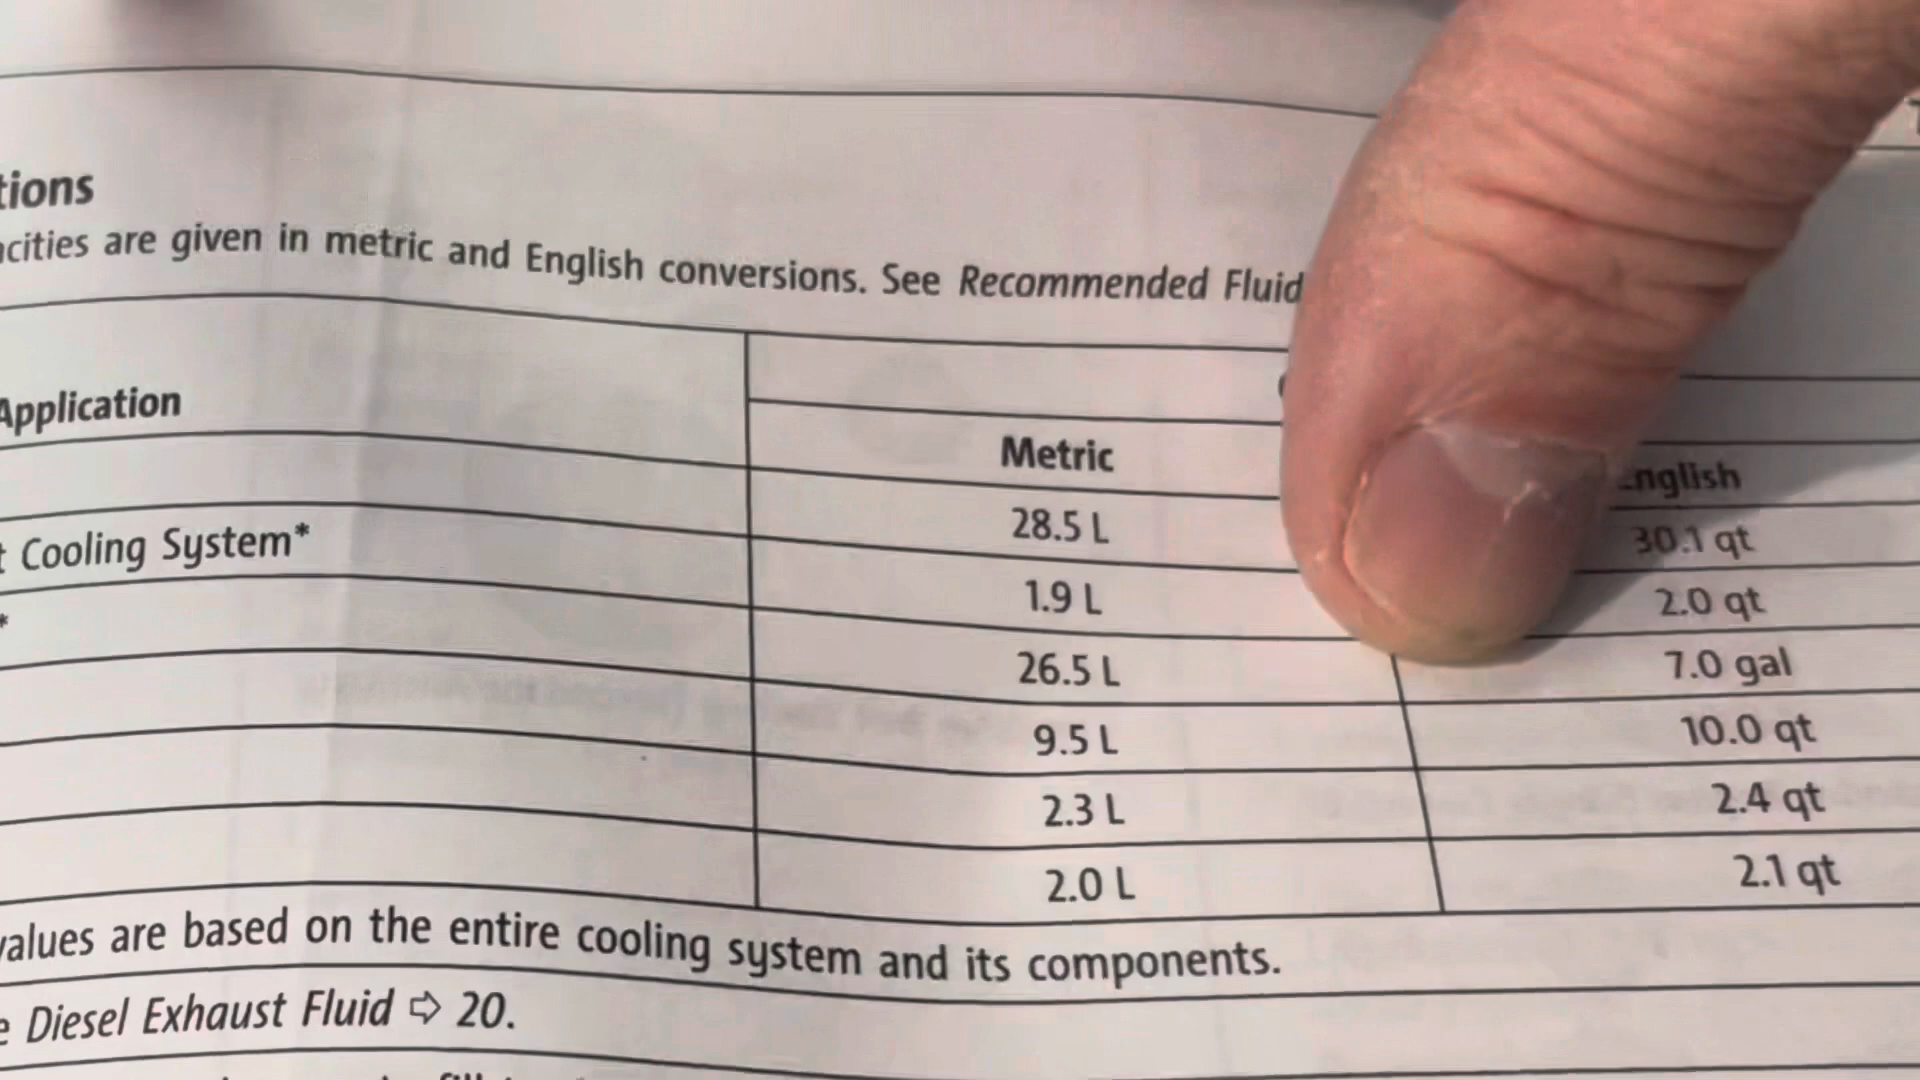 tions
cities are given in metric and English conversions. See Recommended Fluid
Application
Metric
English
28.5 L
30.1 qt
t Cooling System*
1.9 L
2.0 qt
*
26.5 L
7.0 gal
9.5 L
10.0 qt
2.3 L
2.4 qt
2.0 L
2.1 qt
values are based on the entire cooling system and its components.
e Diesel Exhaust Fluid ⇨ 20.